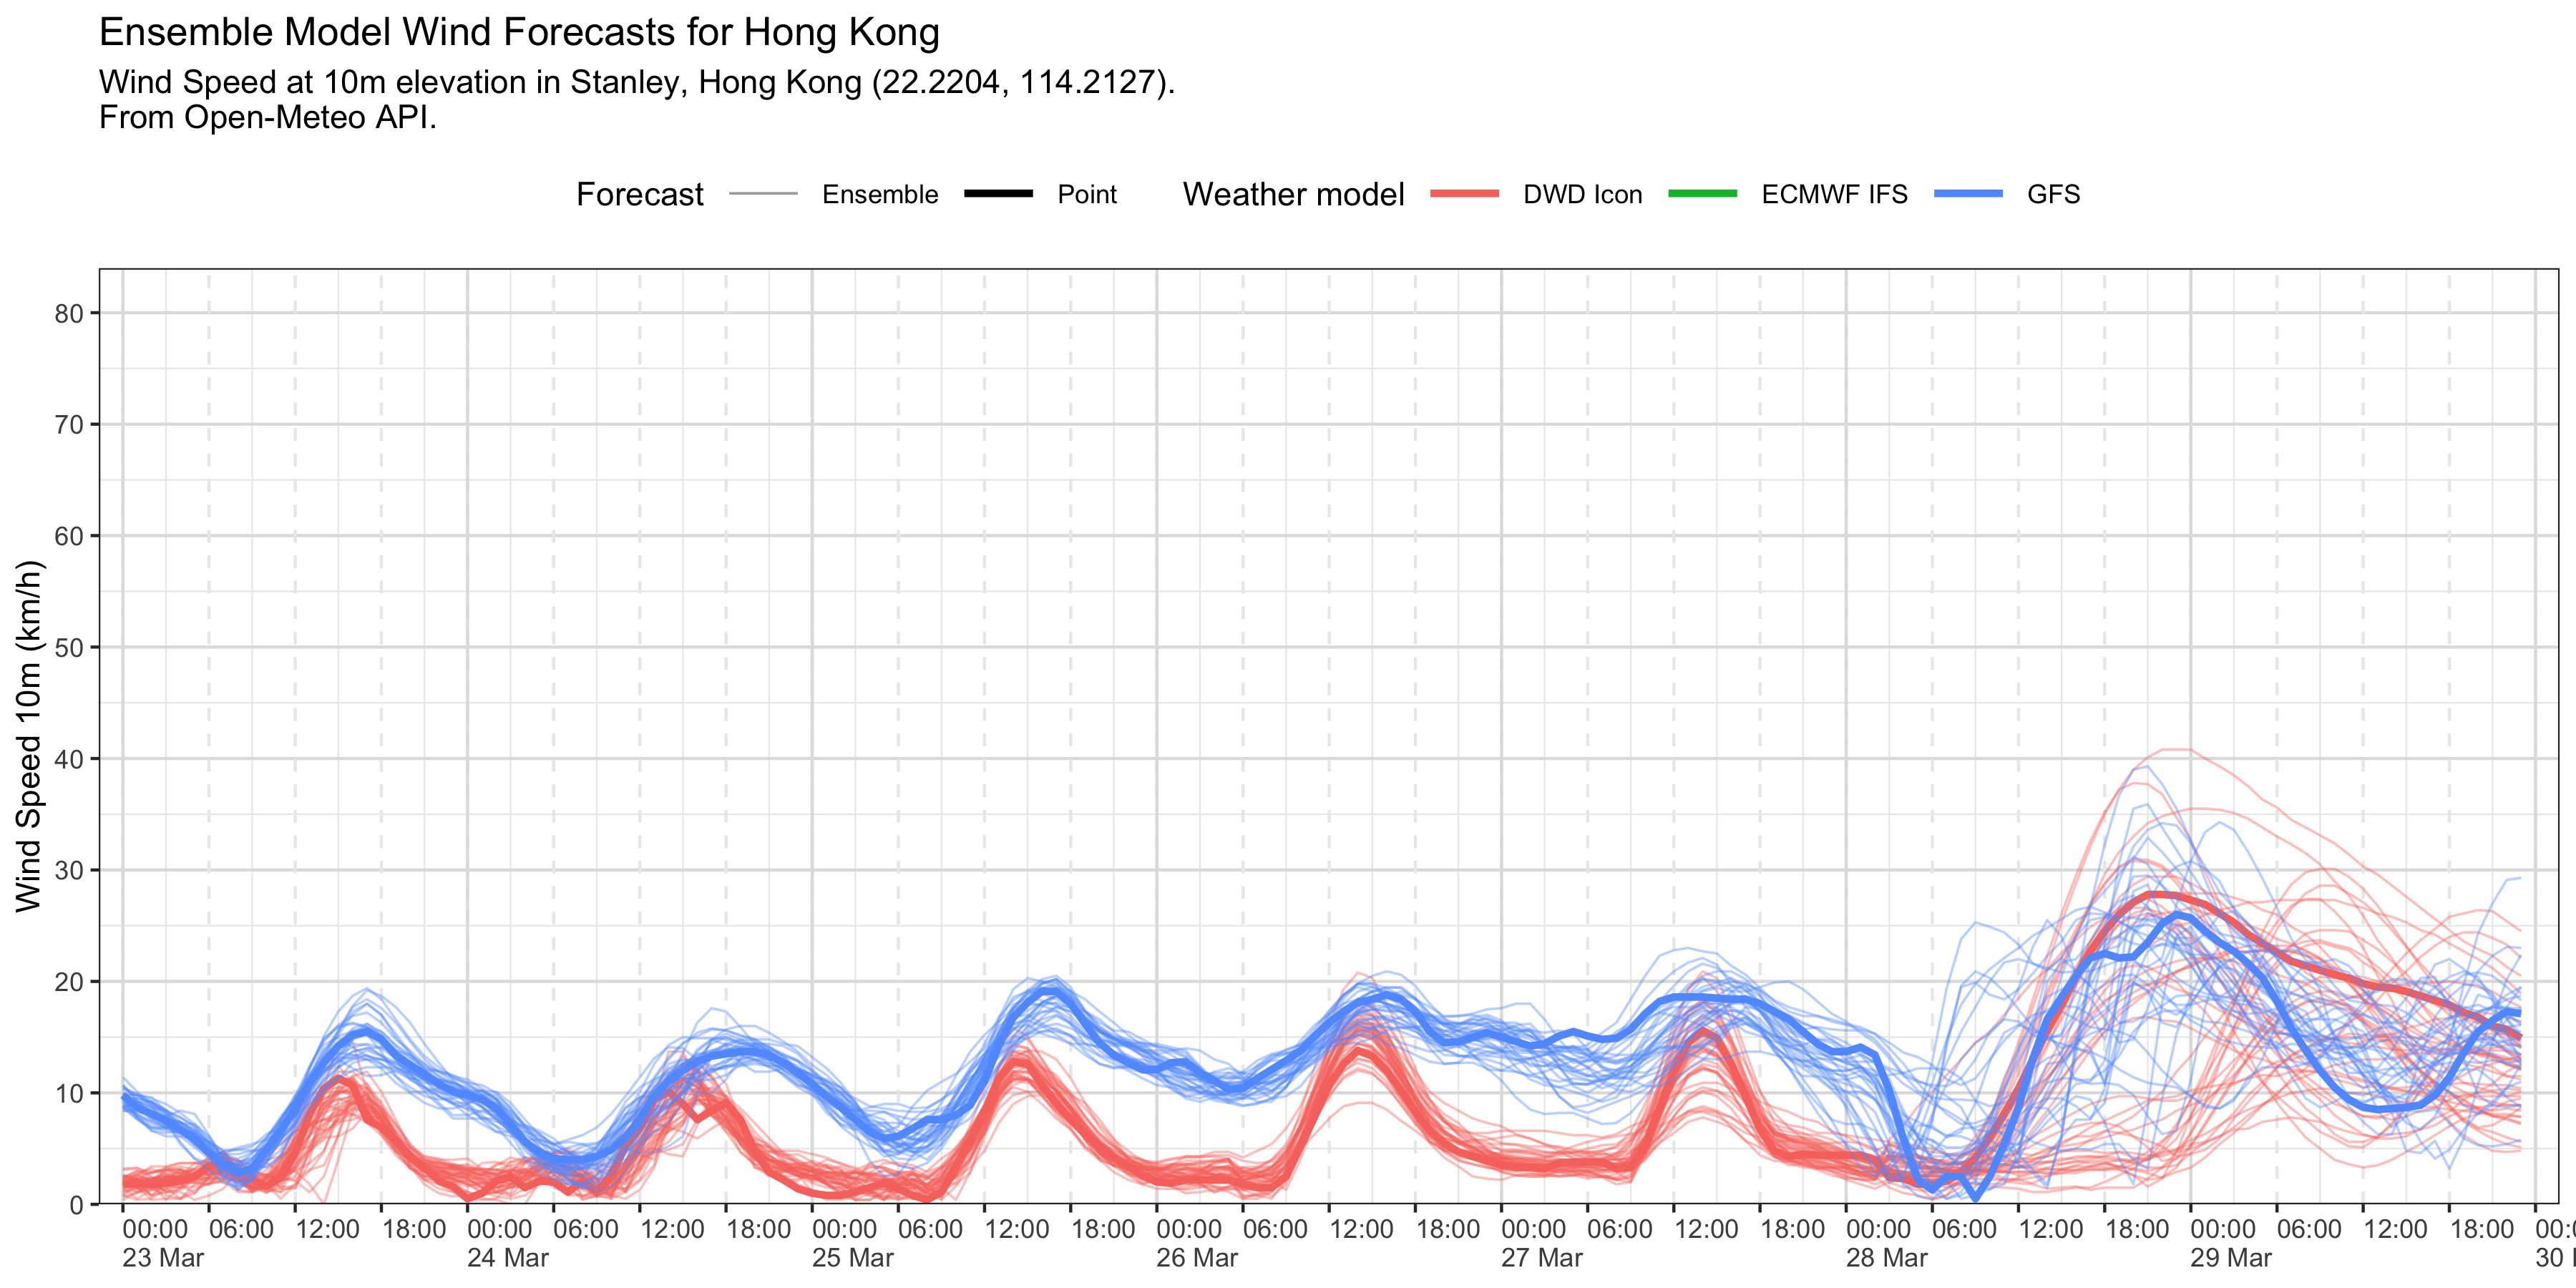 Ensemble Model Wind Forecasts for Hong Kong
Wind Speed at 10m elevation in Stanley, Hong Kong (22.2204, 114.2127).
From Open-Meteo API.
Forecast Ensemble Point Weather model DWD Icon ECMWF IFS GFS
Wind Speed 10m (km/h)
80
70
60
50
40
30
20
10
0
00:00 06:00 12:00 18:00 00:00 06:00 12:00 18:00 00:00 06:00 12:00 18:00 00:00 06:00 12:00 18:00 00:00 06:00 12:00 18:00 00:00 06:00 12:00 18:00 00:00 06:00 12:00 18:00
23 Mar 24 Mar 25 Mar 26 Mar 27 Mar 28 Mar 29 Mar 30